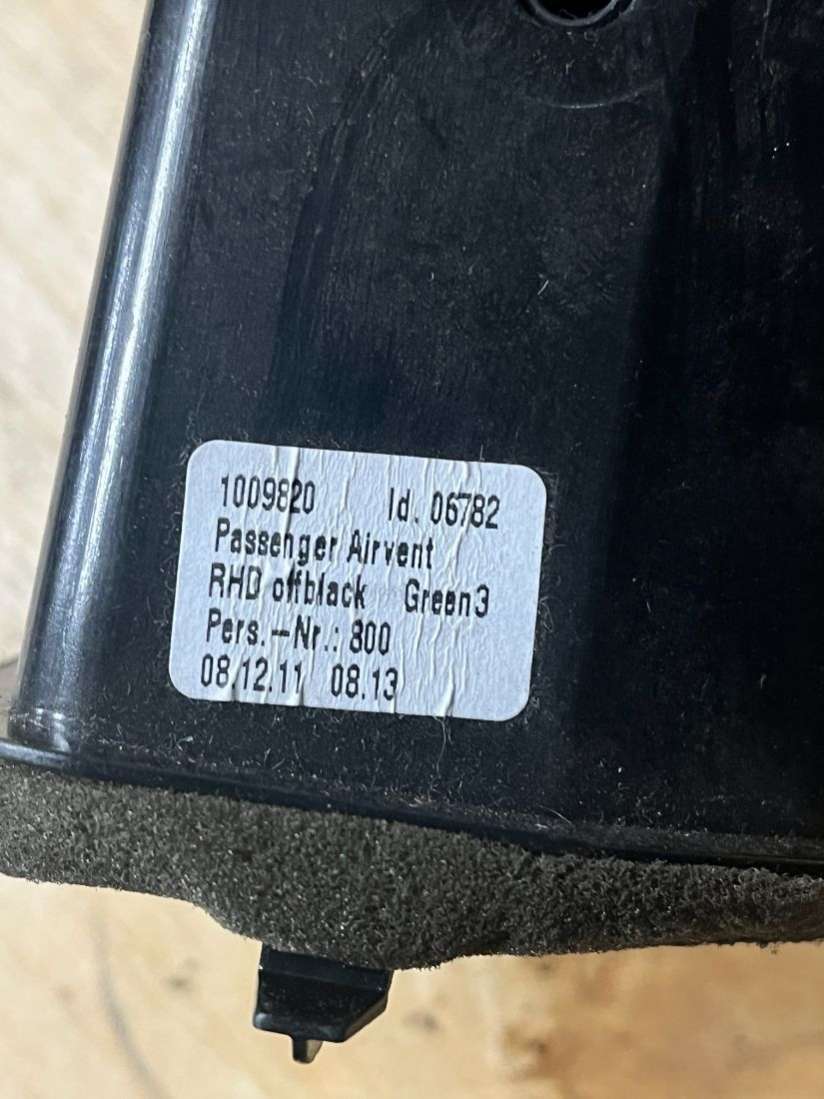 1009820 Id. 06782
Passenger Airvent
RHD offblack Green3
Pers.-Nr.: 800
08.12.11 08.13